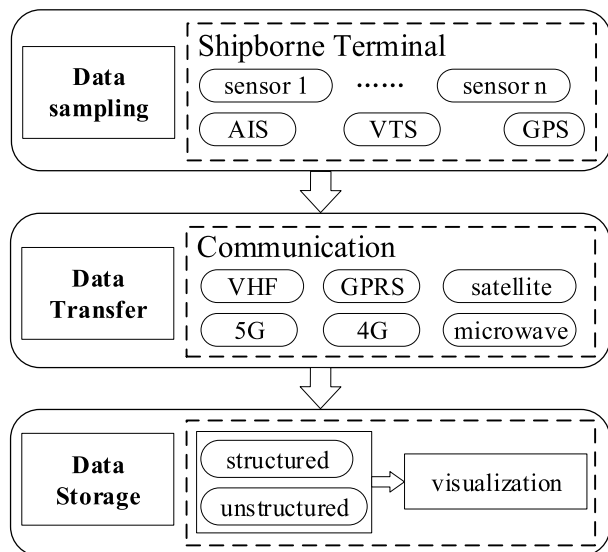 Data
sampling
Shipborne Terminal
sensor 1 ······ sensor n
AIS VTS GPS
Data
Transfer
Communication
VHF GPRS satellite
5G 4G microwave
Data
Storage
structured
unstructured
visualization